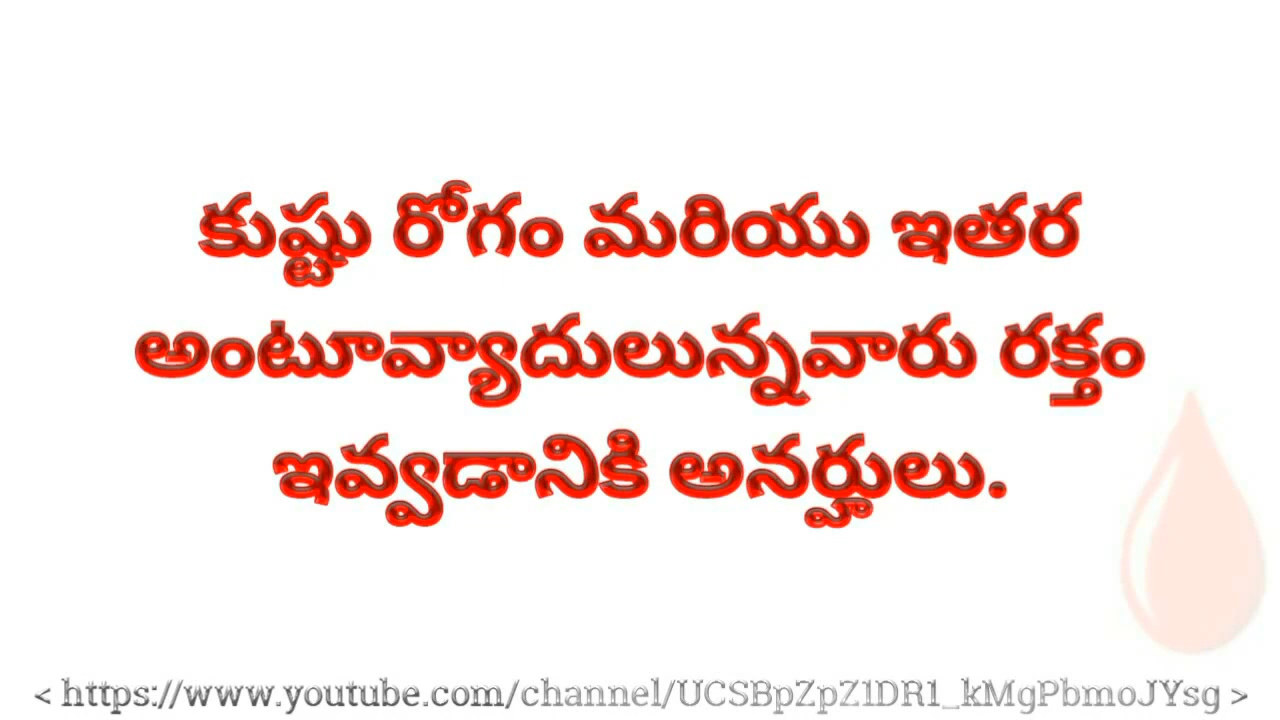 కుష్టు రోగం మరియు ఇతర
అంటూవ్యాదులున్నవారు రక్తం
ఇవ్వడానికి అనర్హులు.
< https://www.youtube.com/channel/UCSBpZpZ1DR1_kMgPbmoJYsg >